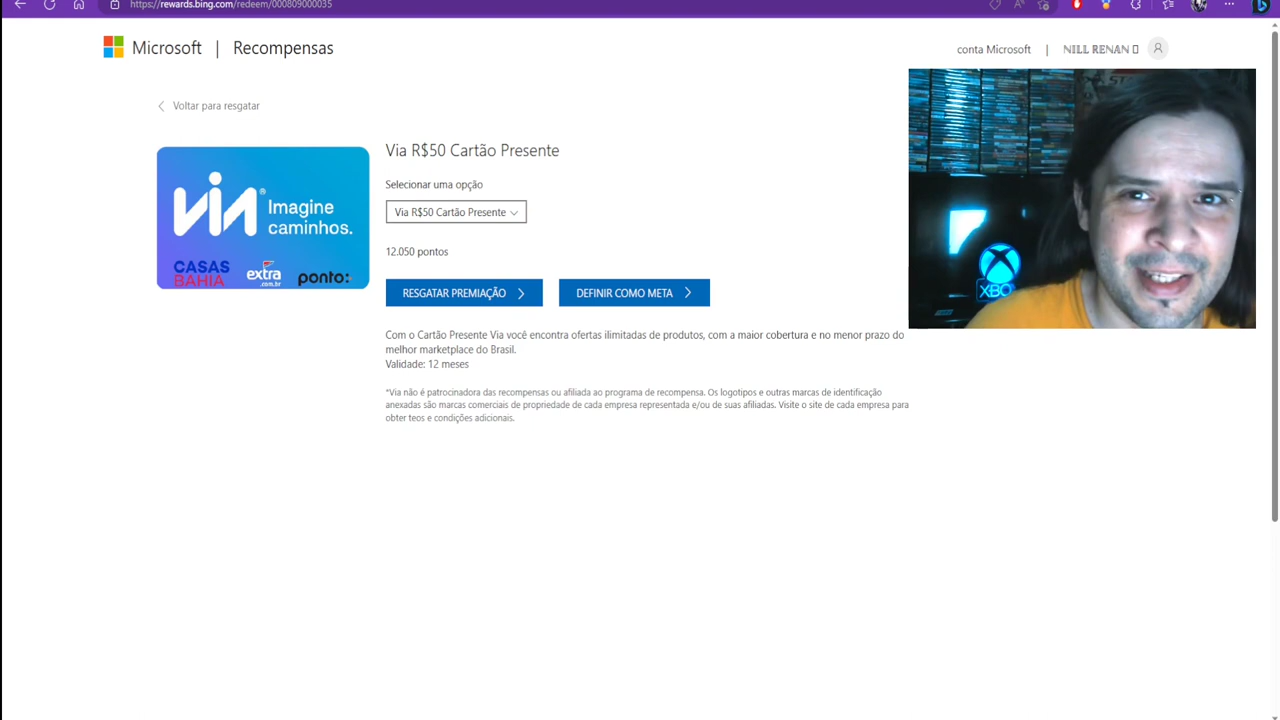 https://rewards.bing.com/redeem/000809000035
Microsoft | Recompensas
conta Microsoft | NILL RENAN
Voltar para resgatar
via® Imagine caminhos.
CASAS BAHIA
extra .com.br
ponto:
Via R$50 Cartão Presente
Selecionar uma opção
Via R$50 Cartão Presente
12.050 pontos
RESGATAR PREMIAÇÃO
DEFINIR COMO META
Com o Cartão Presente Via você encontra ofertas ilimitadas de produtos, com a maior cobertura e no menor prazo do
melhor marketplace do Brasil.
Validade: 12 meses
*Via não é patrocinadora das recompensas ou afiliada ao programa de recompensa. Os logotipos e outras marcas de identificação
anexadas são marcas comerciais de propriedade de cada empresa representada e/ou de suas afiliadas. Visite o site de cada empresa para
obter teos e condições adicionais.
XBO